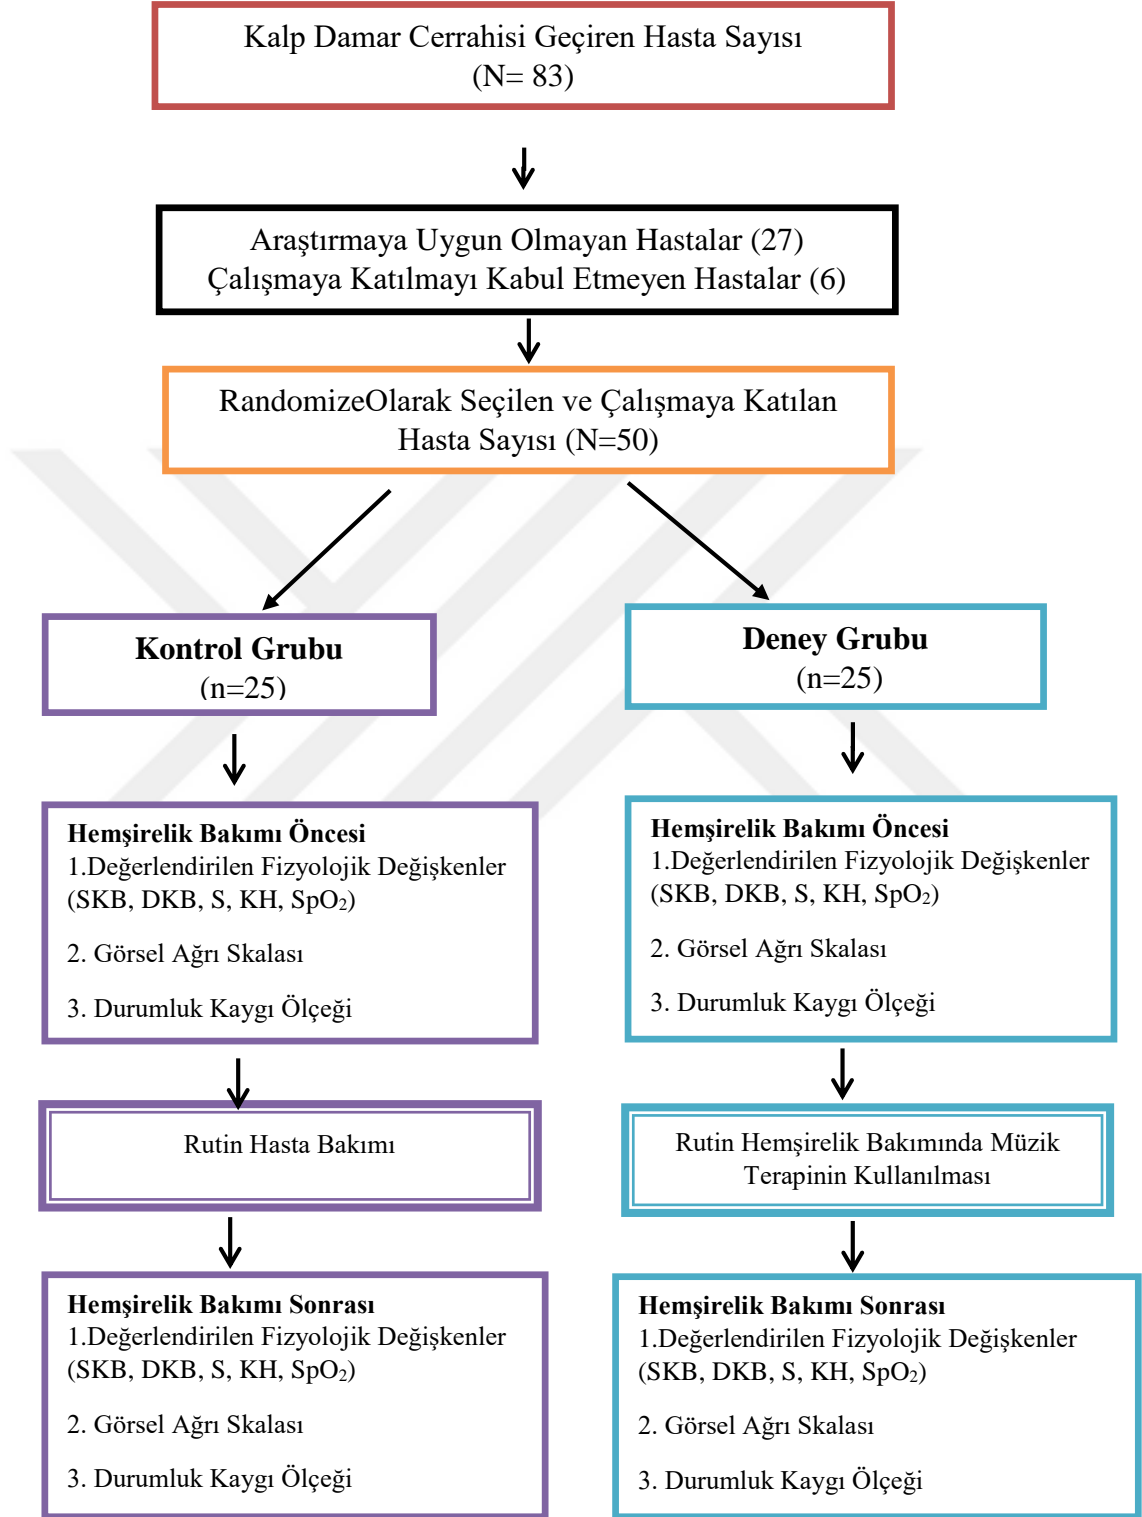 Kalp Damar Cerrahisi Geçiren Hasta Sayısı
(N= 83)
Araştırmaya Uygun Olmayan Hastalar (27)
Çalışmaya Katılmayı Kabul Etmeyen Hastalar (6)
RandomizeOlarak Seçilen ve Çalışmaya Katılan
Hasta Sayısı (N=50)
Kontrol Grubu
(n=25)
Hemşirelik Bakımı Öncesi
1.Değerlendirilen Fizyolojik Değişkenler
(SKB, DKB, S, KH, SpO₂)
2. Görsel Ağrı Skalası
3. Durumluk Kaygı Ölçeği
Rutin Hasta Bakımı
Hemşirelik Bakımı Sonrası
1.Değerlendirilen Fizyolojik Değişkenler
(SKB, DKB, S, KH, SpO₂)
2. Görsel Ağrı Skalası
3. Durumluk Kaygı Ölçeği
Deney Grubu
(n=25)
Hemşirelik Bakımı Öncesi
1.Değerlendirilen Fizyolojik Değişkenler
(SKB, DKB, S, KH, SpO₂)
2. Görsel Ağrı Skalası
3. Durumluk Kaygı Ölçeği
Rutin Hemşirelik Bakımında Müzik
Terapinin Kullanılması
Hemşirelik Bakımı Sonrası
1.Değerlendirilen Fizyolojik Değişkenler
(SKB, DKB, S, KH, SpO₂)
2. Görsel Ağrı Skalası
3. Durumluk Kaygı Ölçeği